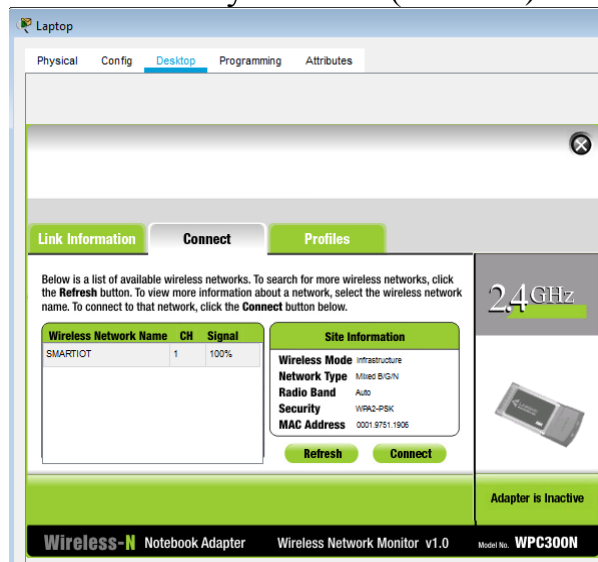 Laptop
Physical Config Desktop Programming Attributes
Link Information Connect Profiles
Below is a list of available wireless networks. To search for more wireless networks, click
the Refresh button. To view more information about a network, select the wireless network
name. To connect to that network, click the Connect button below.
2.4GHz
Wireless Network Name CH Signal
SMARTIOT 1 100%
Site Information
Wireless Mode Infrastructure
Network Type Mixed B/G/N
Radio Band Auto
Security WPA2-PSK
MAC Address 0001.9751.1906
Refresh Connect
Adapter is Inactive
Wireless-N Notebook Adapter Wireless Network Monitor v1.0 Model No. WPC300N